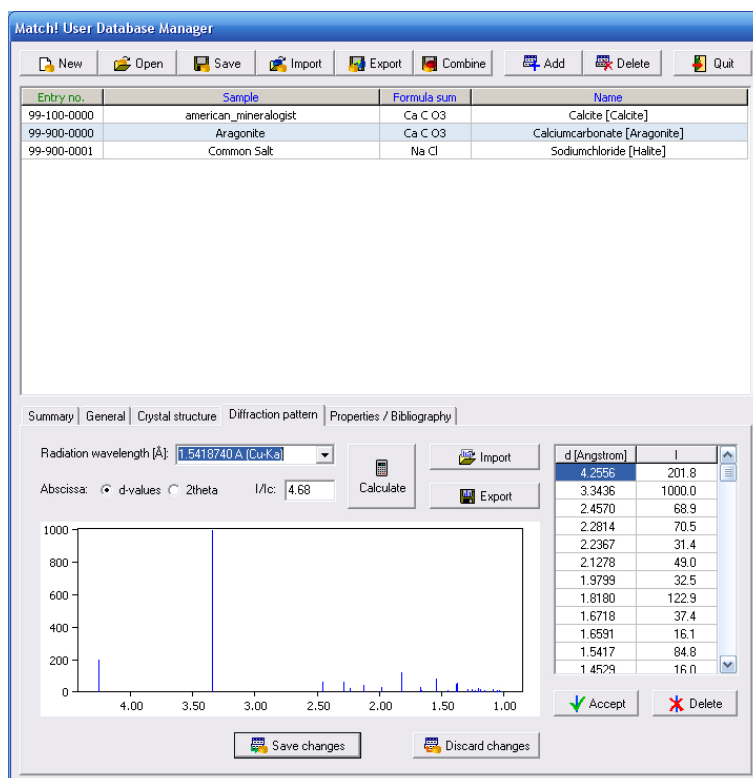 Match! User Database Manager
New Open Save Import Export Combine Add Delete Quit
Entry no. Sample Formula sum Name
99-100-0000 american_mineralogist Ca C O3 Calcite [Calcite]
99-900-0000 Aragonite Ca C O3 Calciumcarbonate [Aragonite]
99-900-0001 Common Salt Na Cl Sodiumchloride [Halite]
Summary General Crystal structure Diffraction pattern Properties / Bibliography
Radiation wavelength [Å]: 1.5418740 A (Cu-Ka)
Abscissa: d-values 2theta I/Ic: 4.68
Calculate
Import
Export
1000
800
600
400
200
0
4.00 3.50 3.00 2.50 2.00 1.50 1.00
d [Angstrom] I
4.2556 201.8
3.3436 1000.0
2.4570 68.9
2.2814 70.5
2.2367 31.4
2.1278 49.0
1.9799 32.5
1.8180 122.9
1.6718 37.4
1.6591 16.1
1.5417 84.8
1.4529 16.0
Accept Delete
Save changes Discard changes